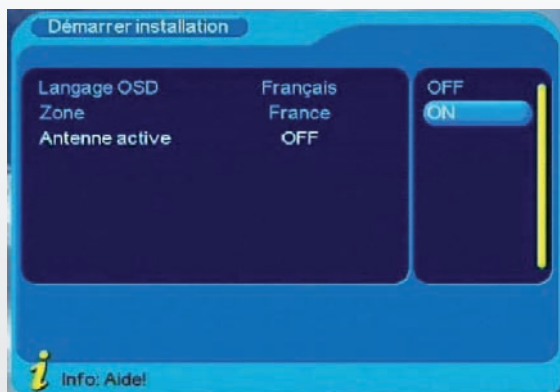 Démarrer installation
Langage OSD Français OFF
Zone France ON
Antenne active OFF
Info: Aide!